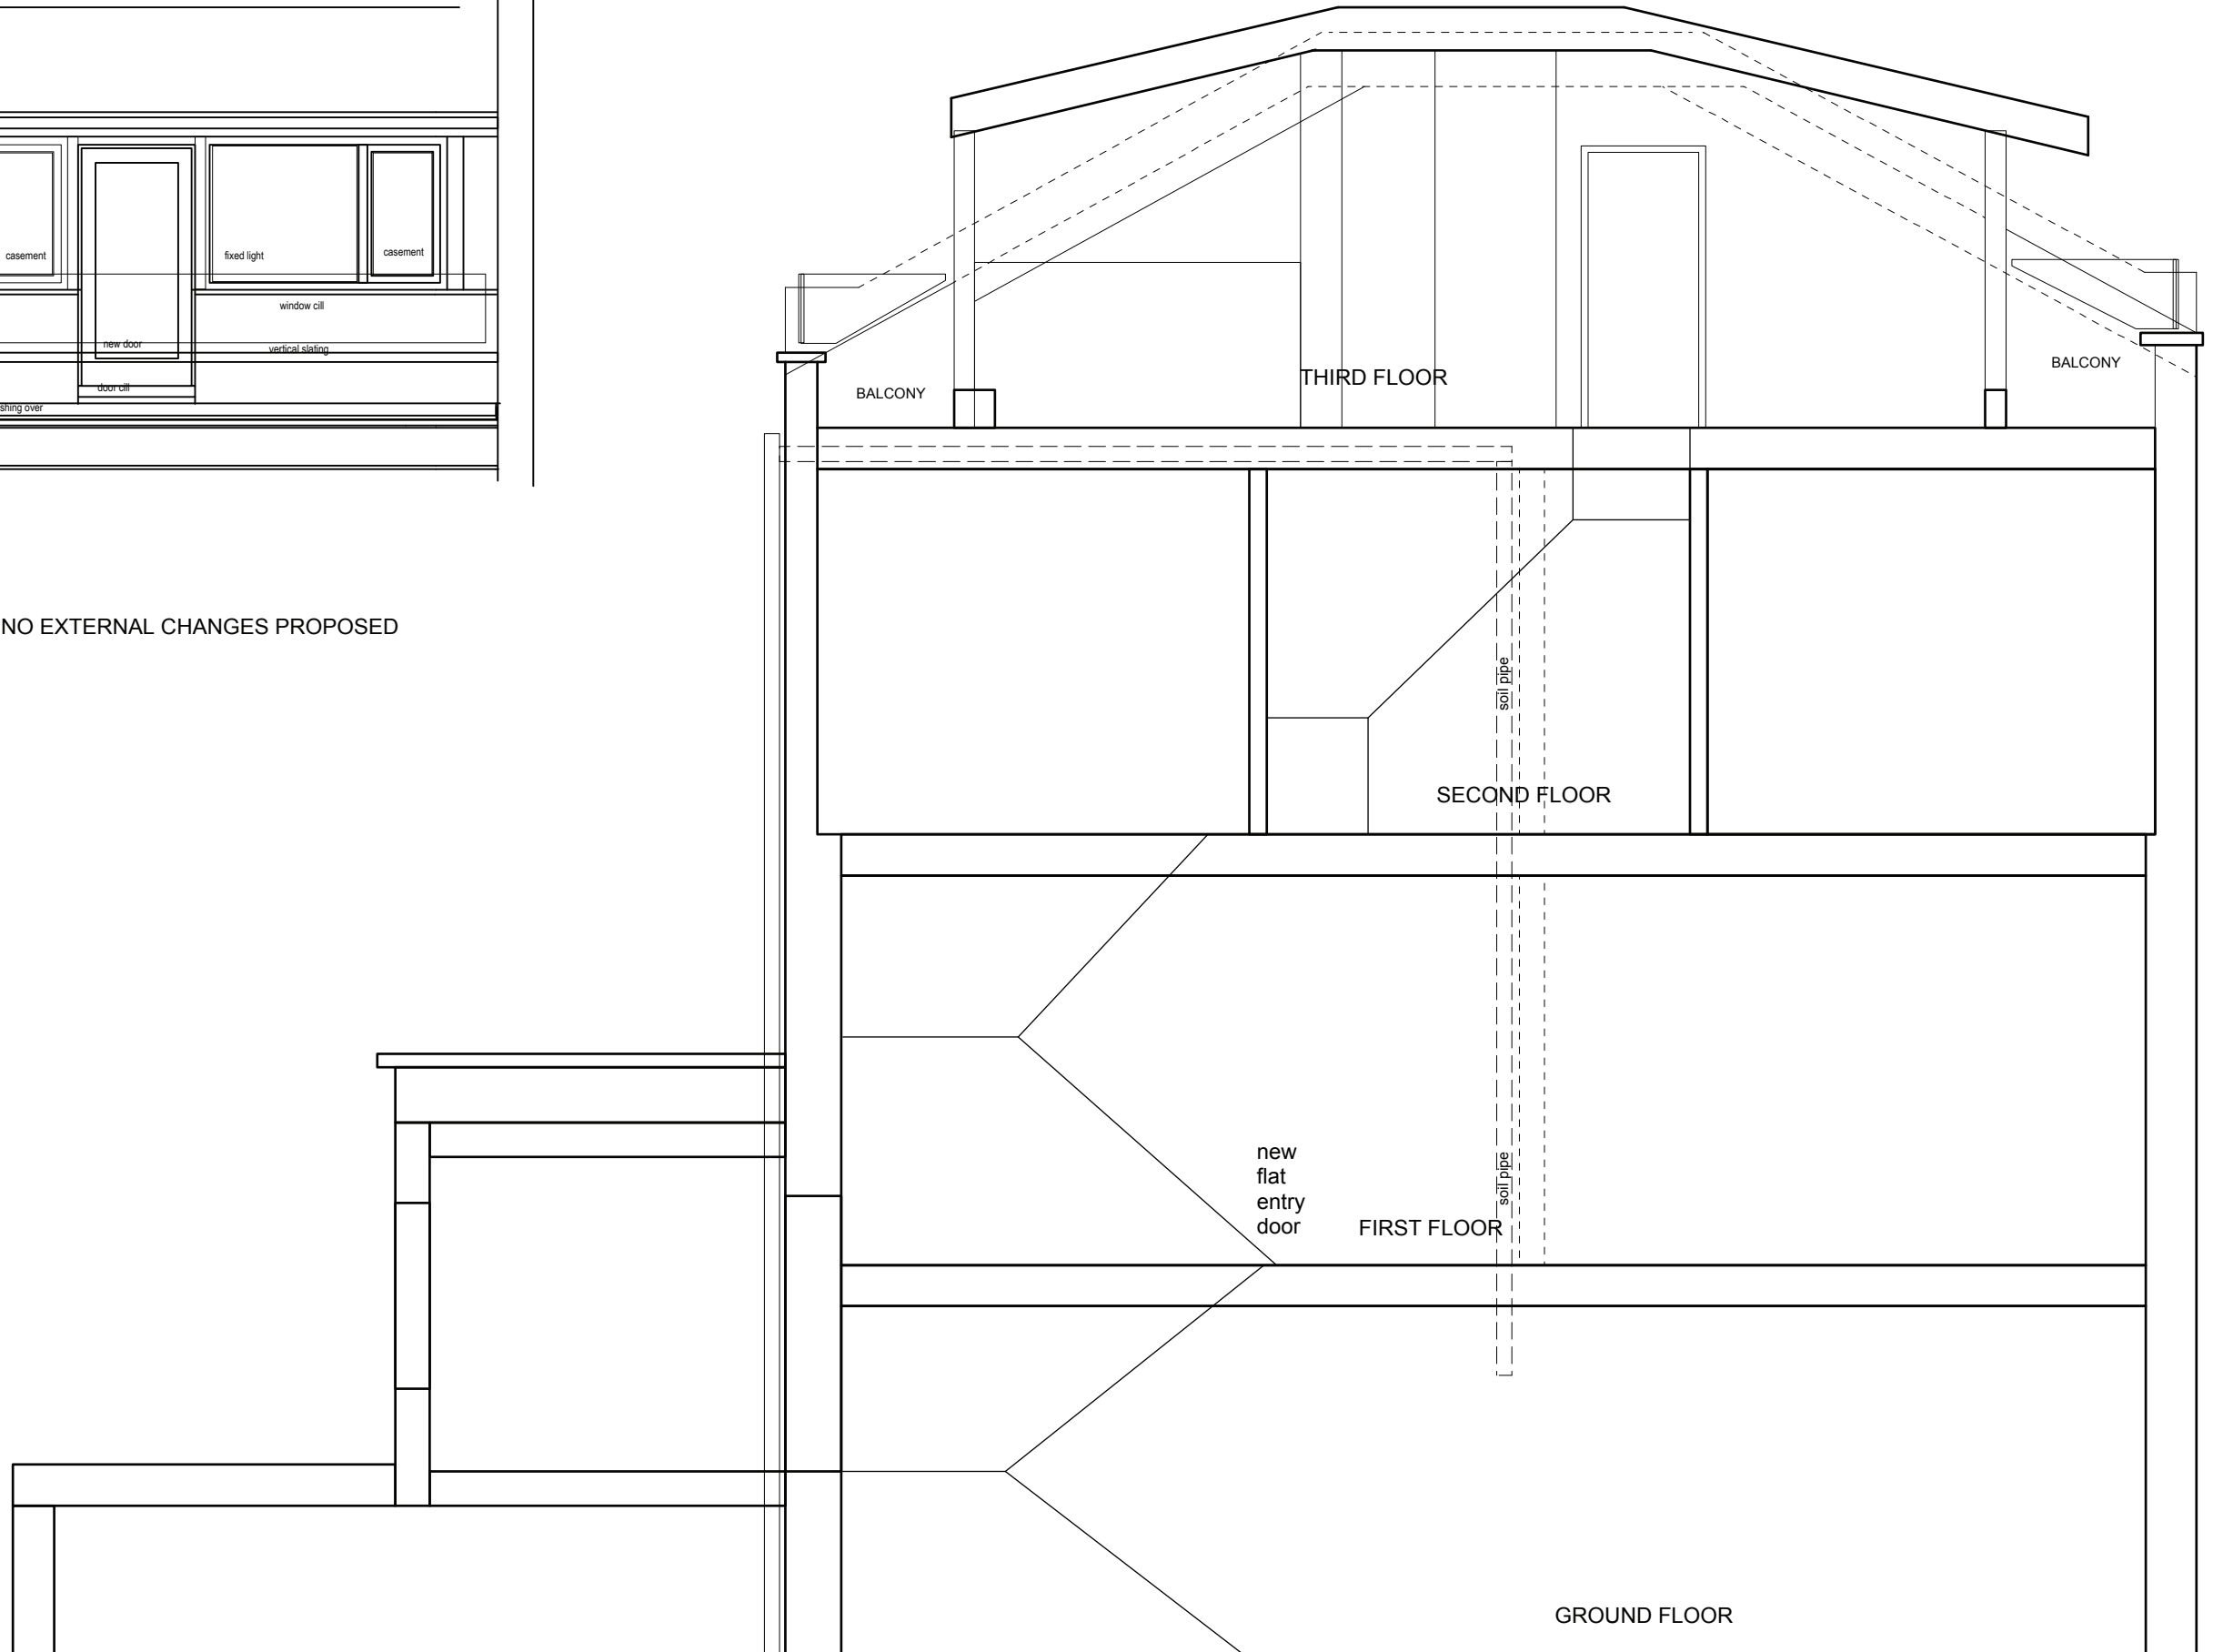 casement
fixed light
casement
window cill
new door
vertical slating
door cill
shing over
NO EXTERNAL CHANGES PROPOSED
BALCONY
THIRD FLOOR
BALCONY
soil pipe
SECOND FLOOR
new
flat
entry
door
soil pipe
FIRST FLOOR
GROUND FLOOR